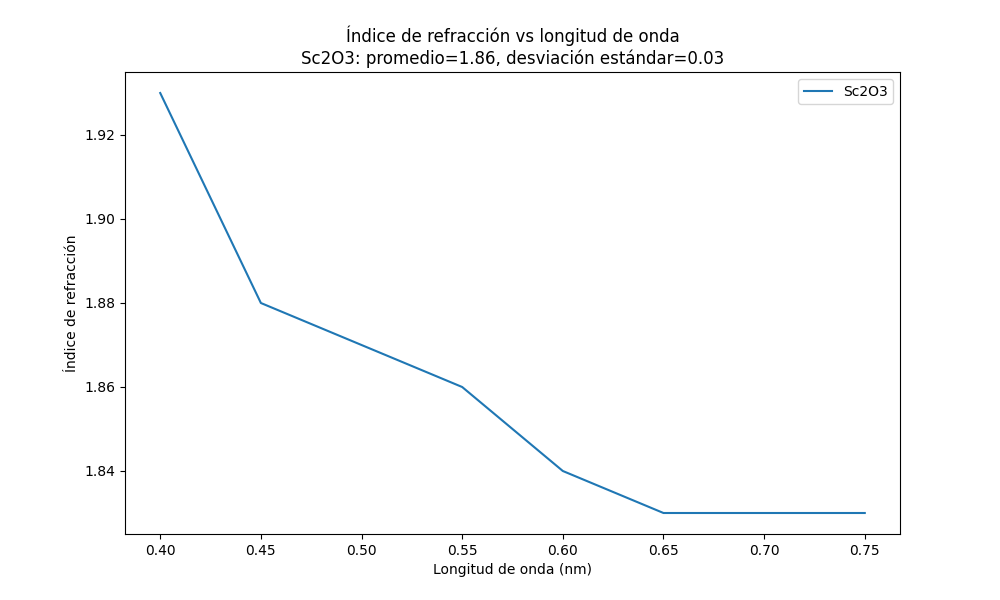 Índice de refracción vs longitud de onda
Sc2O3: promedio=1.86, desviación estándar=0.03
Sc2O3
1.92
1.90
1.88
1.86
1.84
Índice de refracción
0.40 0.45 0.50 0.55 0.60 0.65 0.70 0.75
Longitud de onda (nm)